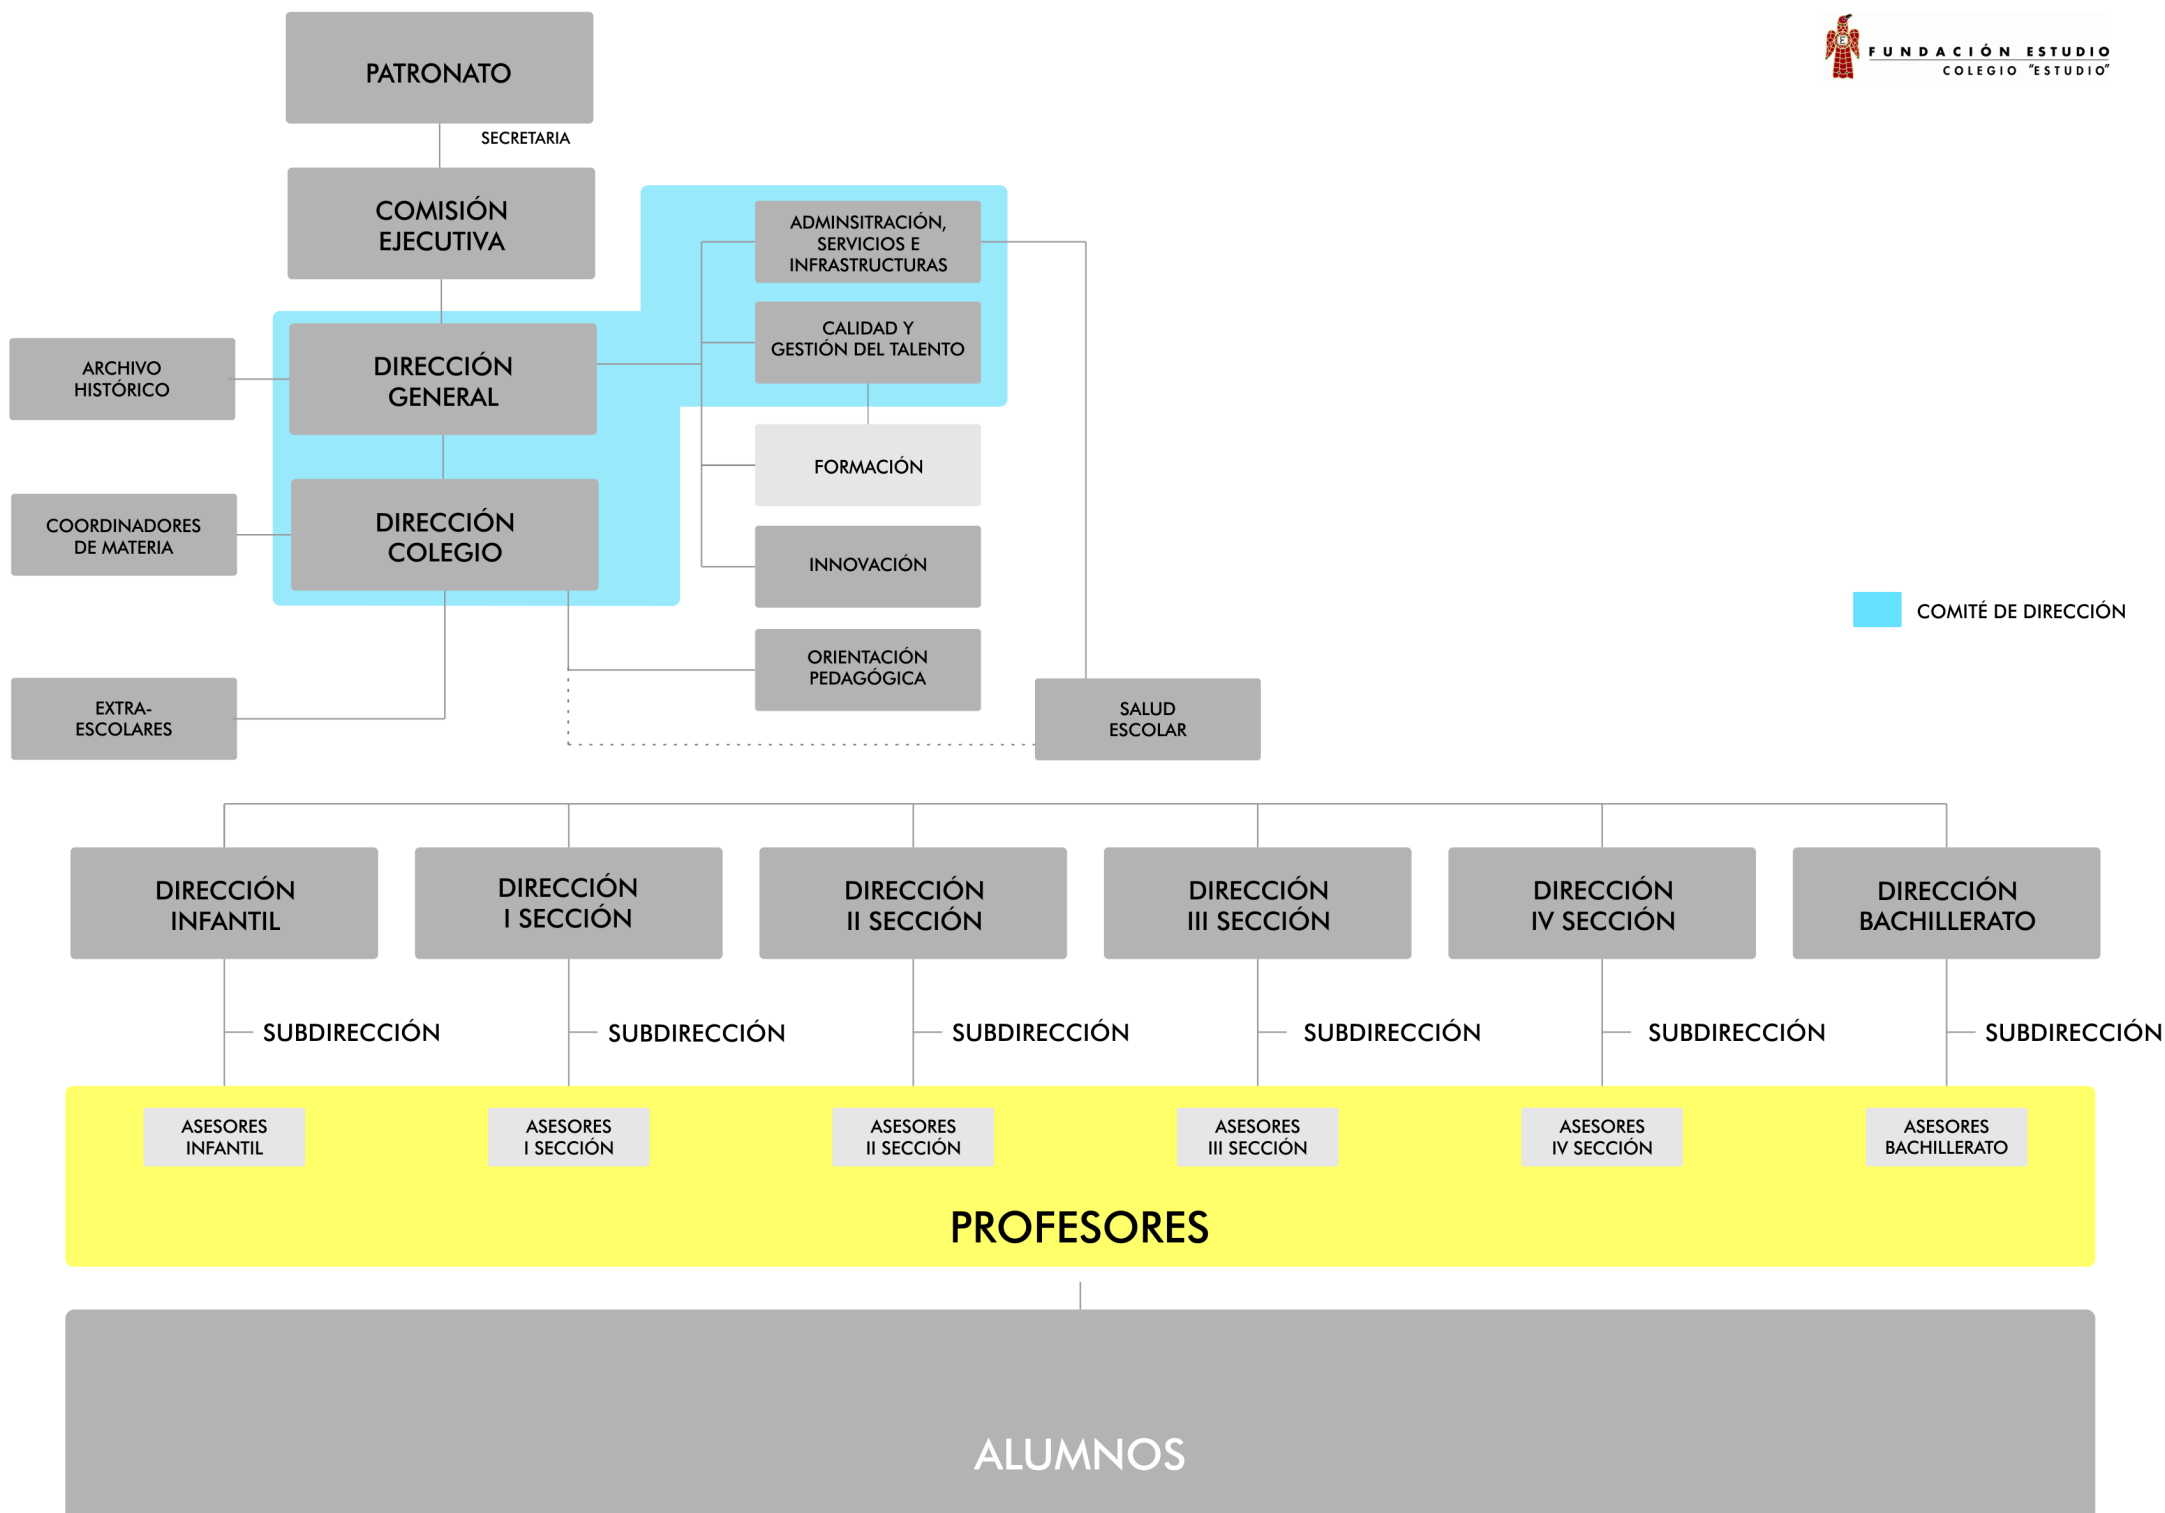 PATRONATO
FUNDACIÓN ESTUDIO
COLEGIO "ESTUDIO"
SECRETARIA
COMISIÓN
EJECUTIVA
ADMINSITRACIÓN,
SERVICIOS E
INFRASTRUCTURAS
CALIDAD Y
GESTIÓN DEL TALENTO
ARCHIVO
HISTÓRICO
DIRECCIÓN
GENERAL
FORMACIÓN
COORDINADORES
DE MATERIA
DIRECCIÓN
COLEGIO
INNOVACIÓN
COMITÉ DE DIRECCIÓN
ORIENTACIÓN
PEDAGÓGICA
EXTRA-
ESCOLARES
SALUD
ESCOLAR
DIRECCIÓN
INFANTIL
DIRECCIÓN
I SECCIÓN
DIRECCIÓN
II SECCIÓN
DIRECCIÓN
III SECCIÓN
DIRECCIÓN
IV SECCIÓN
DIRECCIÓN
BACHILLERATO
SUBDIRECCIÓN
SUBDIRECCIÓN
SUBDIRECCIÓN
SUBDIRECCIÓN
SUBDIRECCIÓN
SUBDIRECCIÓN
ASESORES
INFANTIL
ASESORES
I SECCIÓN
ASESORES
II SECCIÓN
ASESORES
III SECCIÓN
ASESORES
IV SECCIÓN
ASESORES
BACHILLERATO
PROFESORES
ALUMNOS